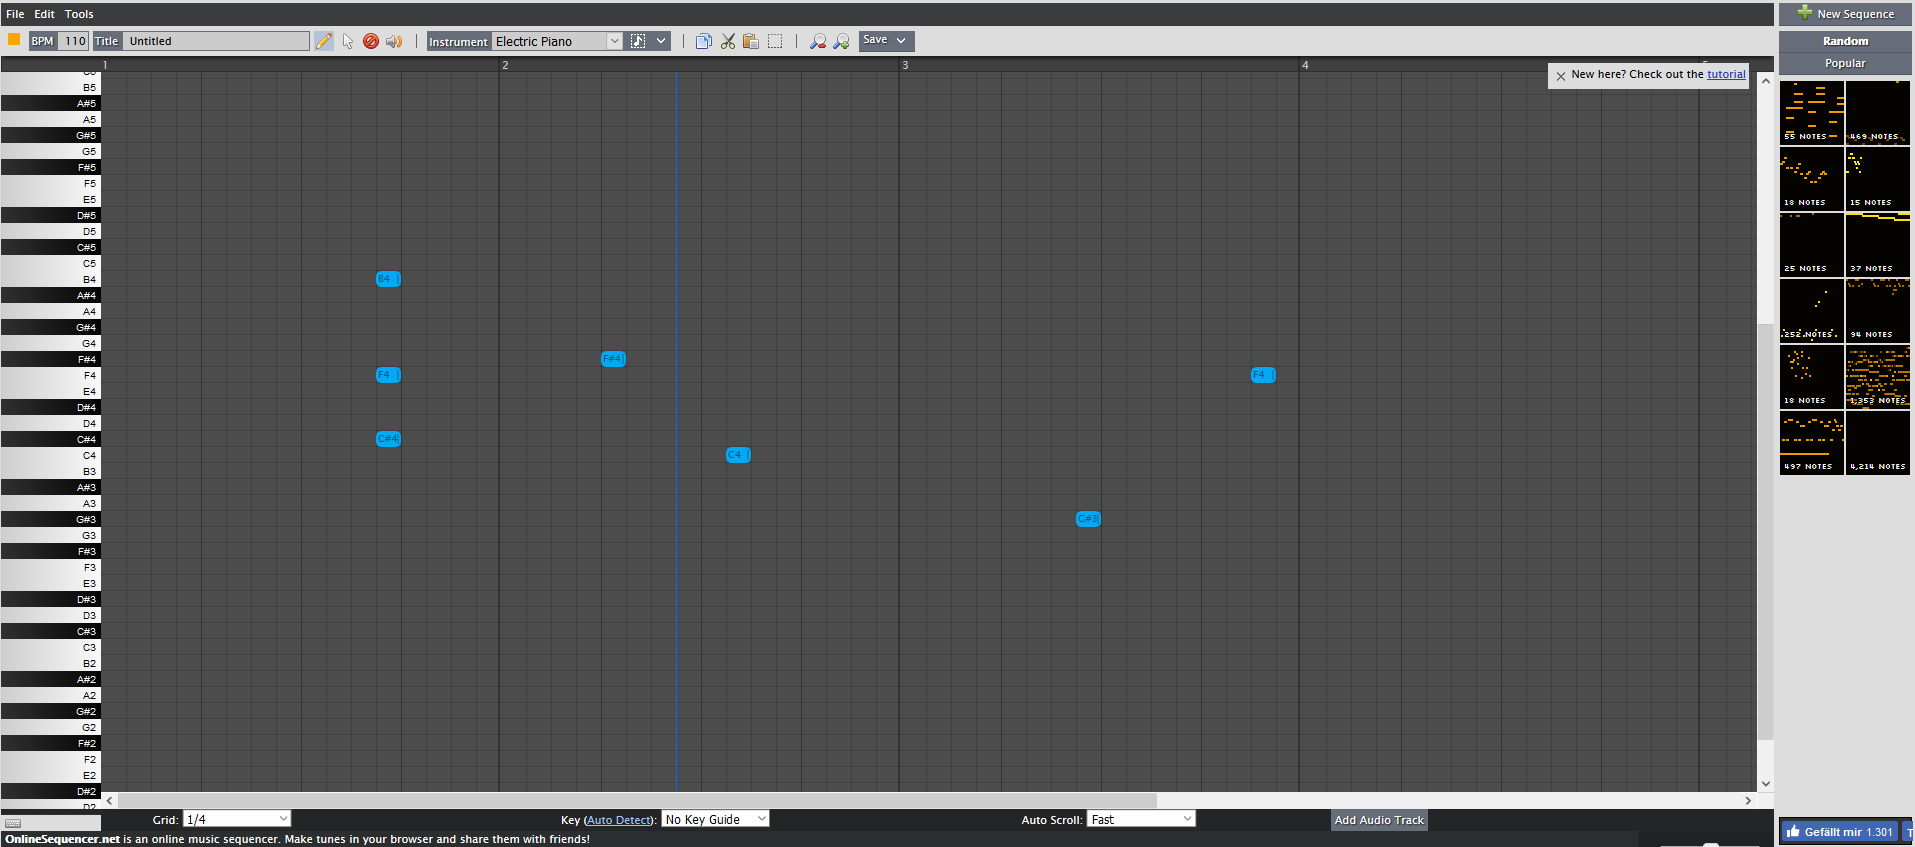 File Edit Tools
BPM 110 Title Untitled Instrument Electric Piano Save
1 2 3 4
New here? Check out the tutorial
B5
A#5
A5
G#5
G5
F#5
F5
E5
D#5
D5
C#5
C5
B4
A#4
A4
G#4
G4
F#4
F4
E4
D#4
D4
C#4
C4
B3
A#3
A3
G#3
G3
F#3
F3
E3
D#3
D3
C#3
C3
B2
A#2
A2
G#2
G2
F#2
F2
E2
D#2
D2
B4
F#4
F4 F4
C#4
C4
G#3
Grid: 1/4 Key (Auto Detect): No Key Guide Auto Scroll: Fast Add Audio Track
OnlineSequencer.net is an online music sequencer. Make tunes in your browser and share them with friends!
New Sequence
Random
Popular
55 NOTES 469 NOTES
18 NOTES 15 NOTES
25 NOTES 37 NOTES
252 NOTES 94 NOTES
18 NOTES 1,353 NOTES
497 NOTES 4,214 NOTES
Gefällt mir 1.301 T